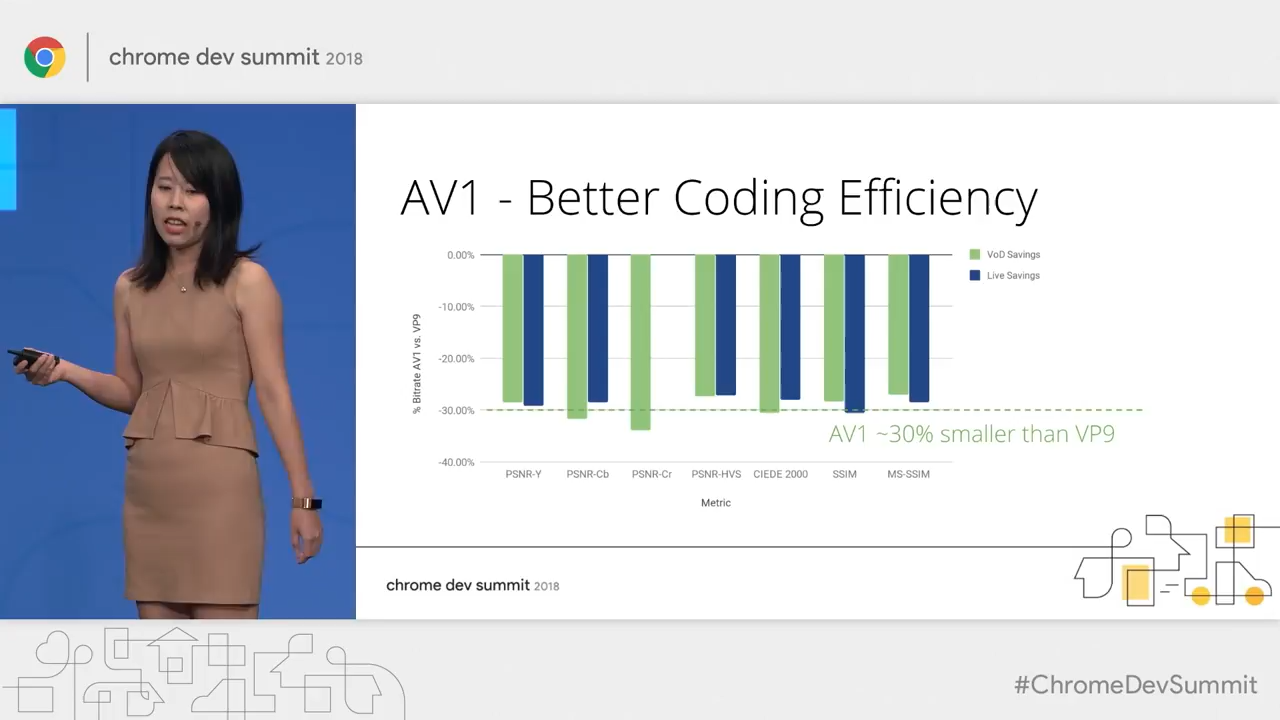 chrome dev summit 2018
AV1 - Better Coding Efficiency
VoD Savings
Live Savings
% Bitrate AV1 vs. VP9
0.00%
-10.00%
-20.00%
-30.00%
-40.00%
AV1 ~30% smaller than VP9
PSNR-Y PSNR-Cb PSNR-Cr PSNR-HVS CIEDE 2000 SSIM MS-SSIM
Metric
chrome dev summit 2018
#ChromeDevSummit